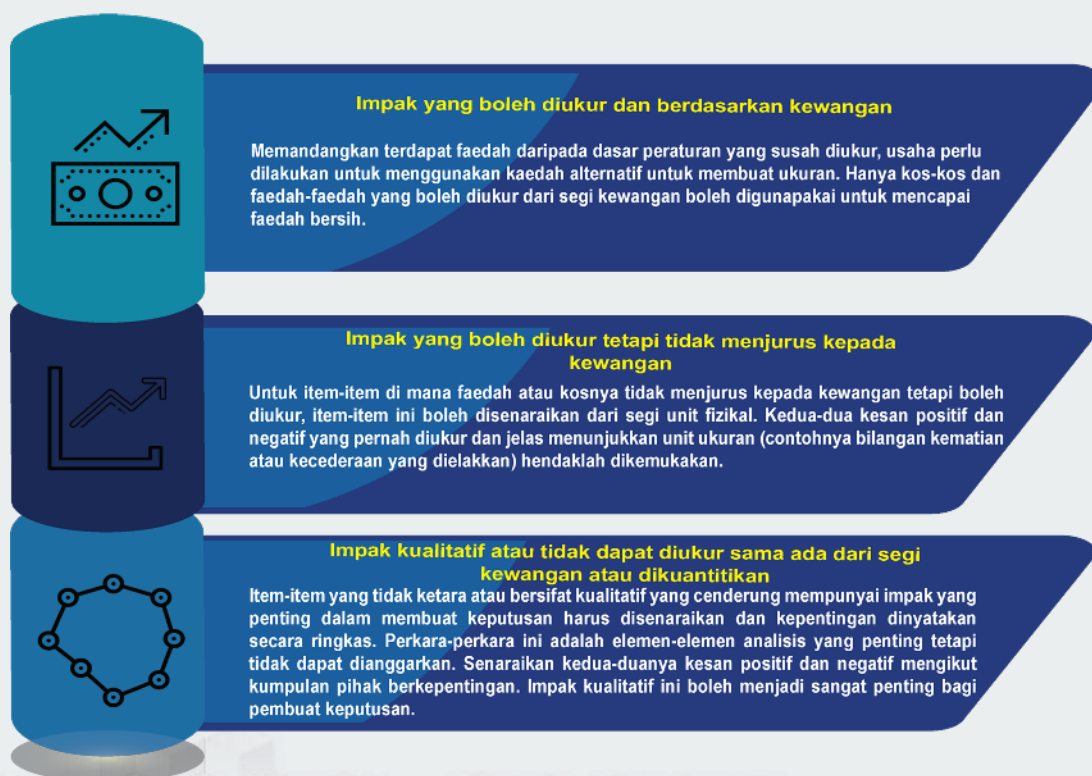 Impak yang boleh diukur dan berdasarkan kewangan
Memandangkan terdapat faedah daripada dasar peraturan yang susah diukur, usaha perlu
dilakukan untuk menggunakan kaedah alternatif untuk membuat ukuran. Hanya kos-kos dan
faedah-faedah yang boleh diukur dari segi kewangan boleh digunapakai untuk mencapai
faedah bersih.
Impak yang boleh diukur tetapi tidak menjurus kepada
kewangan
Untuk item-item di mana faedah atau kosnya tidak menjurus kepada kewangan tetapi boleh
diukur, item-item ini boleh disenaraikan dari segi unit fizikal. Kedua-dua kesan positif dan
negatif yang pernah diukur dan jelas menunjukkan unit ukuran (contohnya bilangan kematian
atau kecederaan yang dielakkan) hendaklah dikemukakan.
Impak kualitatif atau tidak dapat diukur sama ada dari segi
kewangan atau dikuantitikan
Item-item yang tidak ketara atau bersifat kualitatif yang cenderung mempunyai impak yang
penting dalam membuat keputusan harus disenaraikan dan kepentingan dinyatakan
secara ringkas. Perkara-perkara ini adalah elemen-elemen analisis yang penting tetapi
tidak dapat dianggarkan. Senaraikan kedua-duanya kesan positif dan negatif mengikut
kumpulan pihak berkepentingan. Impak kualitatif ini boleh menjadi sangat penting bagi
pembuat keputusan.